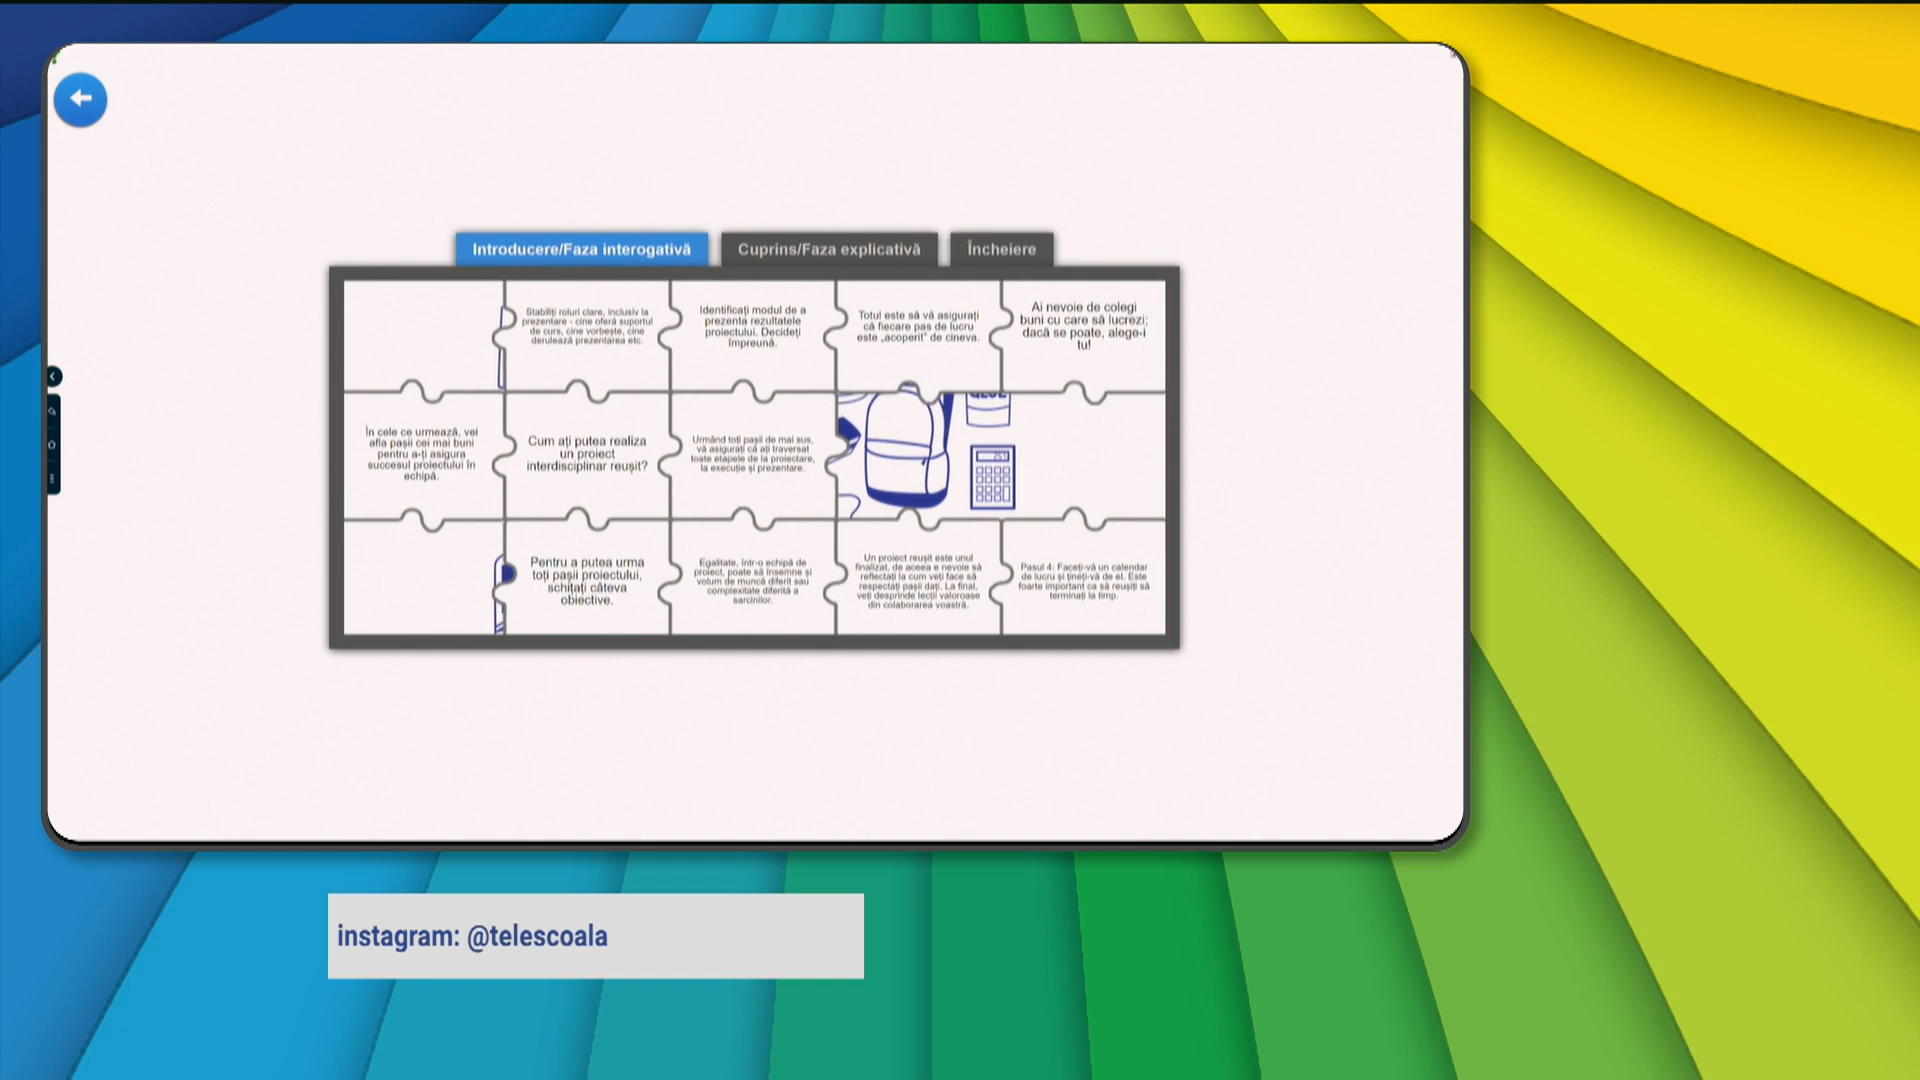 Introducere/Faza interogativă
Cuprins/Faza explicativă
Încheiere
Stabiliți roluri clare, inclusiv la
prezentare - cine oferă suportul
de curs, cine vorbește, cine
derulează prezentarea etc.
Identificați modul de a
prezenta rezultatele
proiectului. Decideți
împreună.
Totul este să vă asigurați
că fiecare pas de lucru
este „acoperit" de cineva.
Ai nevoie de colegi
buni cu care să lucrezi;
dacă se poate, alege-i
tu!
În cele ce urmează, vei
afla pașii cei mai buni
pentru a-ți asigura
succesul proiectului în
echipă.
Cum ați putea realiza
un proiect
interdisciplinar reușit?
Urmând toți pașii de mai sus,
vă asigurați că ați traversat
toate etapele de la proiectare,
la execuție și prezentare.
GLUE
Pentru a putea urma
toți pașii proiectului,
schițați câteva
obiective.
Egalitate, într-o echipă de
proiect, poate să însemne și
volum de muncă diferit sau
complexitate diferită a
sarcinilor.
Un proiect reușit este unul
finalizat, de aceea e nevoie să
reflectați la cum veți face să
respectați pașii dați. La final,
veți desprinde lecții valoroase
din colaborarea voastră.
Pasul 4: Faceți-vă un calendar
de lucru și țineți-vă de el. Este
foarte important ca să reușiți să
terminați la timp.
instagram: @telescoala